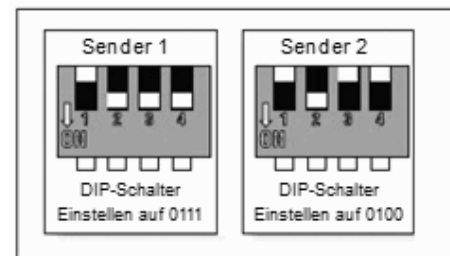 Sender 1
1 2 3 4
ON
DIP-Schalter
Einstellen auf 0111
Sender 2
1 2 3 4
ON
DIP-Schalter
Einstellen auf 0100